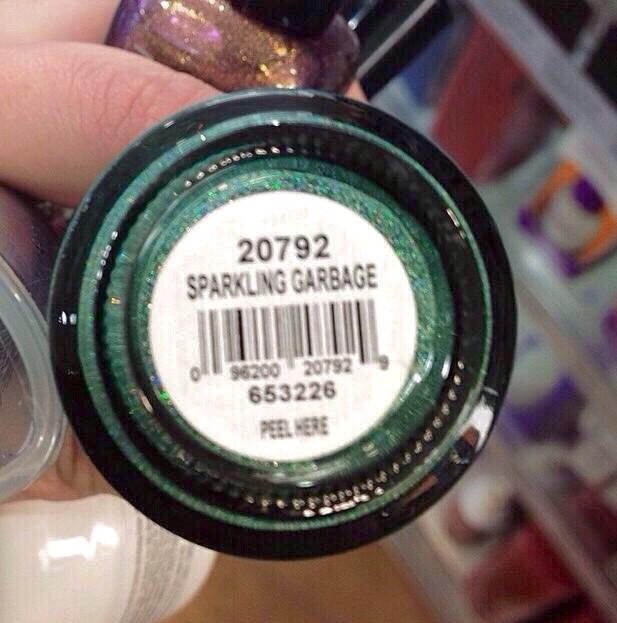 20792
SPARKLING GARBAGE
0 96200 20792 9
653226
PEEL HERE